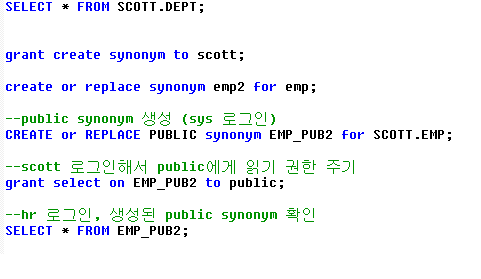 SELECT * FROM SCOTT.DEPT;
grant create synonym to scott;
create or replace synonym emp2 for emp;
--public synonym 생성 (sys 로그인)
CREATE or REPLACE PUBLIC synonym EMP_PUB2 for SCOTT.EMP;
--scott 로그인해서 public에게 읽기 권한 주기
grant select on EMP_PUB2 to public;
--hr 로그인, 생성된 public synonym 확인
SELECT * FROM EMP_PUB2;